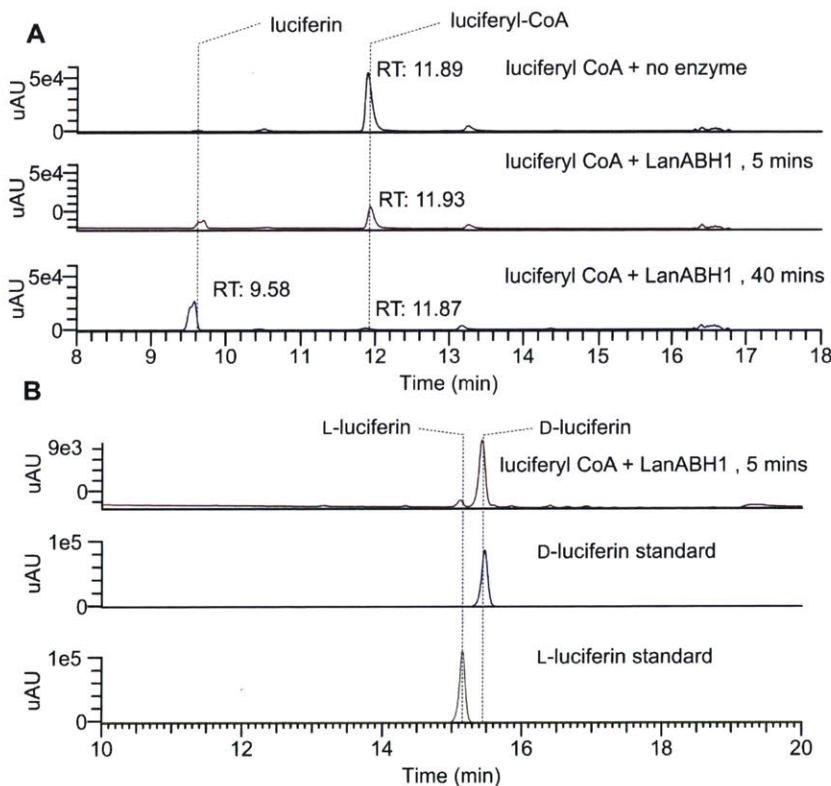 A
luciferin
luciferyl-CoA
uAU
5e4
0
RT: 11.89
luciferyl CoA + no enzyme
uAU
5e4
0
RT: 11.93
luciferyl CoA + LanABH1 , 5 mins
uAU
5e4
0
RT: 9.58
RT: 11.87
luciferyl CoA + LanABH1 , 40 mins
8 9 10 11 12 13 14 15 16 17 18
Time (min)
B
L-luciferin
D-luciferin
uAU
9e3
0
luciferyl CoA + LanABH1 , 5 mins
uAU
1e5
0
D-luciferin standard
uAU
1e5
0
L-luciferin standard
10 12 14 16 18 20
Time (min)